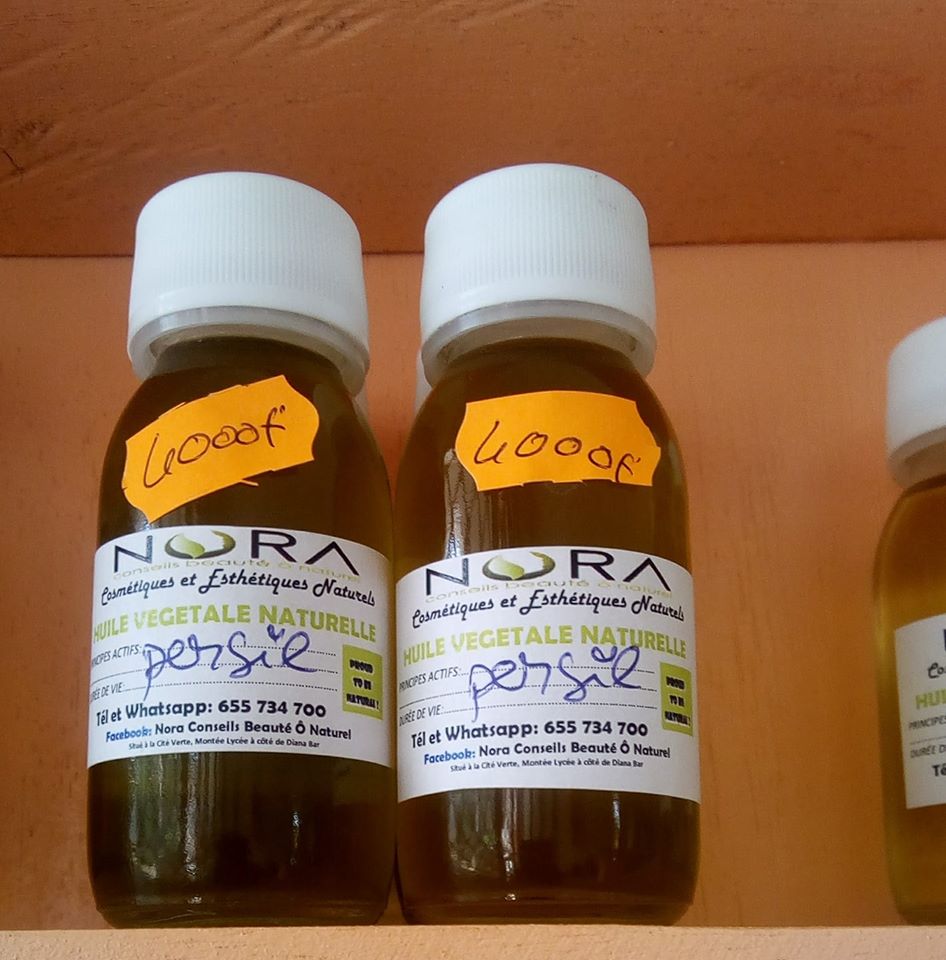 4000f
NORA
conseils beauté ô naturel
Cosmétiques et Esthétiques Naturels
HUILE VEGETALE NATURELLE
PRINCIPES ACTIFS: persil
DURÉE DE VIE:
PROUD
TO BE
NATURAL!
Tél et Whatsapp: 655 734 700
Facebook: Nora Conseils Beauté Ô Naturel
Situé à la Cité Verte, Montée Lycée à côté de Diana Bar
4000f
NORA
conseils beauté ô naturel
Cosmétiques et Esthétiques Naturels
HUILE VEGETALE NATURELLE
PRINCIPES ACTIFS: persil
DURÉE DE VIE:
PROUD
TO BE
NATURAL!
Tél et Whatsapp: 655 734 700
Facebook: Nora Conseils Beauté Ô Naturel
Situé à la Cité Verte, Montée Lycée à côté de Diana Bar